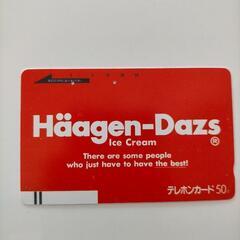 Häagen-Dazs®
Ice Cream
There are some people
who just have to have the best!
テレホンカード50